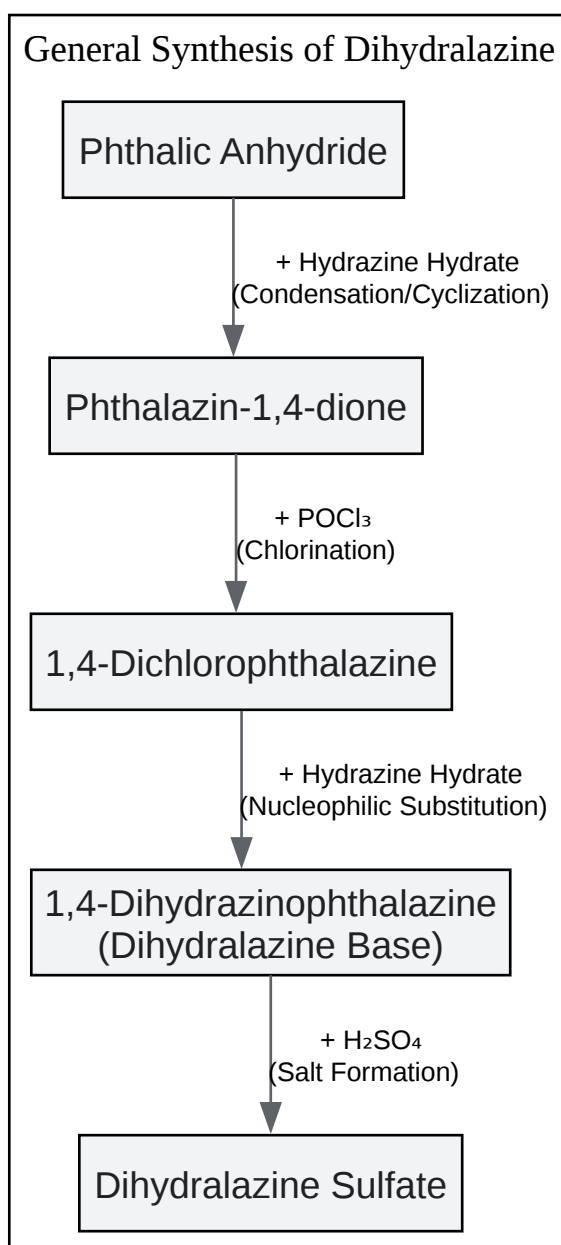 General Synthesis of Dihydralazine
Phthalic Anhydride
+ Hydrazine Hydrate
(Condensation/Cyclization)
Phthalazin-1,4-dione
+ POCl₃
(Chlorination)
1,4-Dichlorophthalazine
+ Hydrazine Hydrate
(Nucleophilic Substitution)
1,4-Dihydrazinophthalazine
(Dihydralazine Base)
+ H₂SO₄
(Salt Formation)
Dihydralazine Sulfate